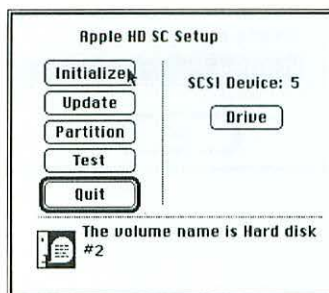 Apple HD SC Setup
Initialize
Update
Partition
Test
Quit
SCSI Device: 5
Drive
The volume name is Hard disk
#2